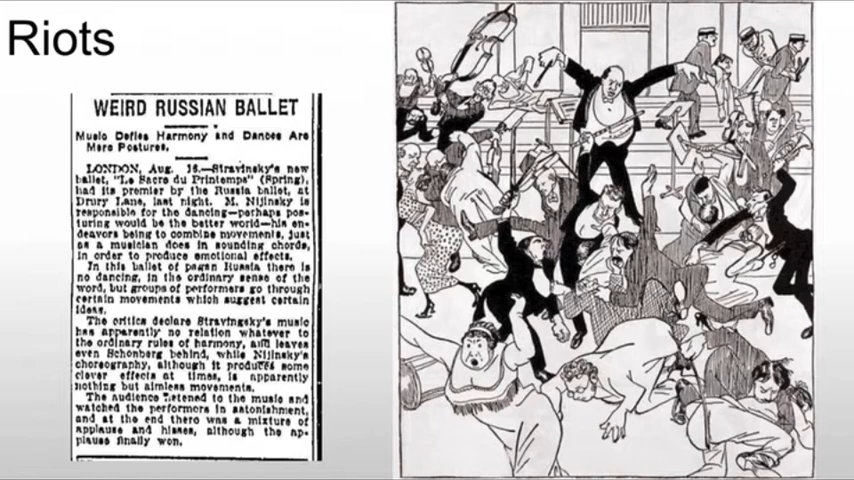 Riots
WEIRD RUSSIAN BALLET
Music Defies Harmony and Dances Are
Mere Postures.
LONDON, Aug. 16.—Stravinsky's new
ballet, "Le Sacre du Printemps" (Spring),
had its premier by the Russia ballet, at
Drury Lane, last night. M. Nijinsky is
responsible for the dancing—perhaps pos-
turing would be the better world—his en-
deavors being to combine movements, just
as a musician does in sounding chords,
in order to produce emotional effects.
In this ballet of pagan Russia there is
no dancing, in the ordinary sense of the
word, but groups of performers go through
certain movements which suggest certain
ideas.
The critics declare Stravingsky's music
has apparently no relation whatever to
the ordinary rules of harmony, and leaves
even Schonberg behind, while Nijinsky's
choreography, although it produces some
clever effects at times, is apparently
nothing but aimless movements.
The audience listened to the music and
watched the performers in astonishment,
and at the end there was a mixture of
applause and hisses, although the ap-
plause finally won.